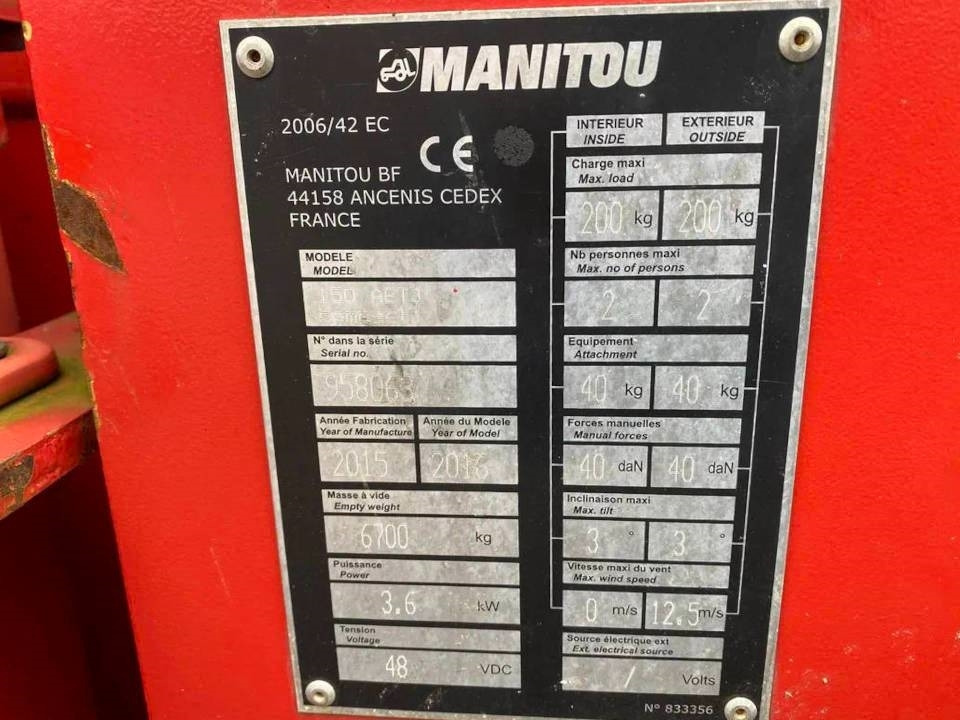 MANITOU
2006/42 EC
CE
MANITOU BF
44158 ANCENIS CEDEX
FRANCE
MODELE
MODEL
150 AETJ
N° dans la série
Serial no.
958063
Année Fabrication
Year of Manufacture
2015
Année du Modele
Year of Model
Masse à vide
Empty weight
6700 kg
Puissance
Power
3.6 kW
Tension
Voltage
48 VDC
INTERIEUR
INSIDE
EXTERIEUR
OUTSIDE
Charge maxi
Max. load
200 kg 200 kg
Nb personnes maxi
Max. no of persons
2 2
Equipement
Attachment
40 kg 40 kg
Forces manuelles
Manual forces
40 daN 40 daN
Inclinaison maxi
Max. tilt
3 ° 3 °
Vitesse maxi du vent
Max. wind speed
0 m/s 12.5 m/s
Source électrique ext
Ext. electrical source
/ Volts
N° 833356